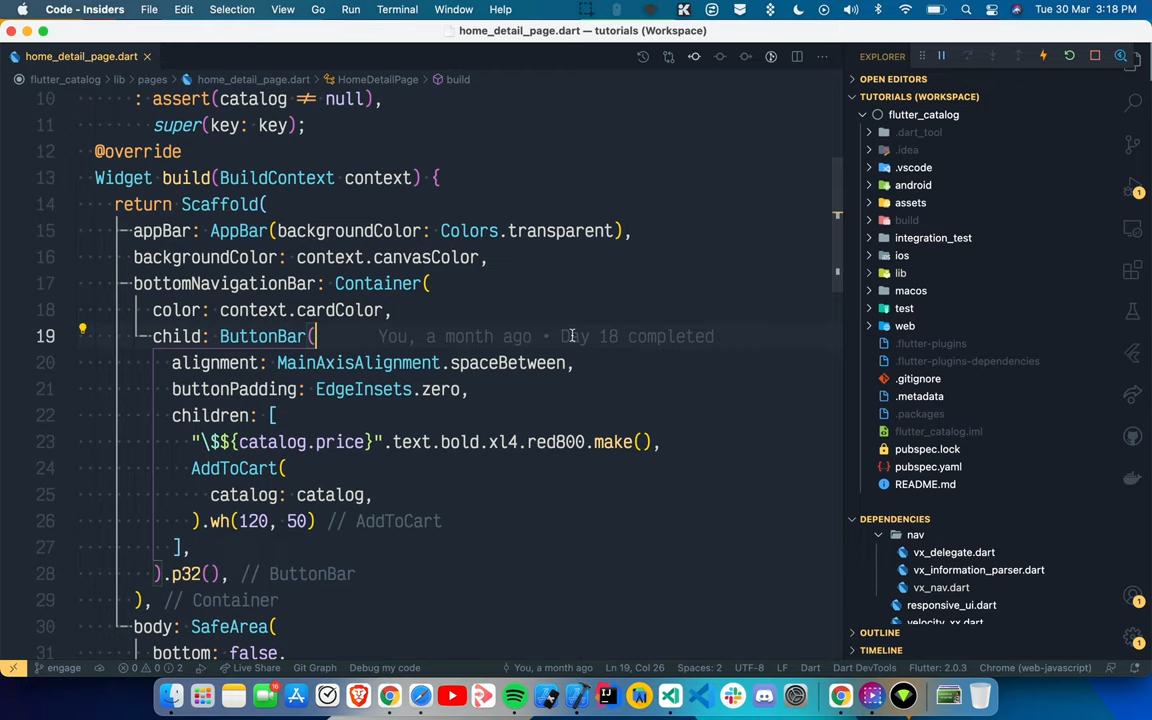 Code - Insiders File Edit Selection View Go Run Terminal Window Help Tue 30 Mar 3:18 PM
home_detail_page.dart — tutorials (Workspace)
home_detail_page.dart
EXPLORER
flutter_catalog > lib > pages > home_detail_page.dart > HomeDetailPage > build
10 : assert(catalog ≠ null),
11 super(key: key);
12 @override
13 Widget build(BuildContext context) {
14 return Scaffold(
15 appBar: AppBar(backgroundColor: Colors.transparent),
16 backgroundColor: context.canvasColor,
17 bottomNavigationBar: Container(
18 color: context.cardColor,
19 child: ButtonBar( You, a month ago • Day 18 completed
20 alignment: MainAxisAlignment.spaceBetween,
21 buttonPadding: EdgeInsets.zero,
22 children: [
23 "\$${catalog.price}".text.bold.xl4.red800.make(),
24 AddToCart(
25 catalog: catalog,
26 ).wh(120, 50) // AddToCart
27 ],
28 ).p32(), // ButtonBar
29 ), // Container
30 body: SafeArea(
31 bottom: false,
OPEN EDITORS
TUTORIALS (WORKSPACE)
flutter_catalog
.dart_tool
.idea
.vscode
android
assets
build
integration_test
ios
lib
macos
test
web
.flutter-plugins
.flutter-plugins-dependencies
.gitignore
.metadata
.packages
flutter_catalog.iml
pubspec.lock
pubspec.yaml
README.md
DEPENDENCIES
nav
vx_delegate.dart
vx_information_parser.dart
vx_nav.dart
responsive_ui.dart
velocity_xx.dart
OUTLINE
TIMELINE
1
1
1
engage 0 0 2 Live Share Git Graph Debug my code You, a month ago Ln 19, Col 26 Spaces: 2 UTF-8 LF Dart Dart DevTools Flutter: 2.0.3 Chrome (web-javascript)
16